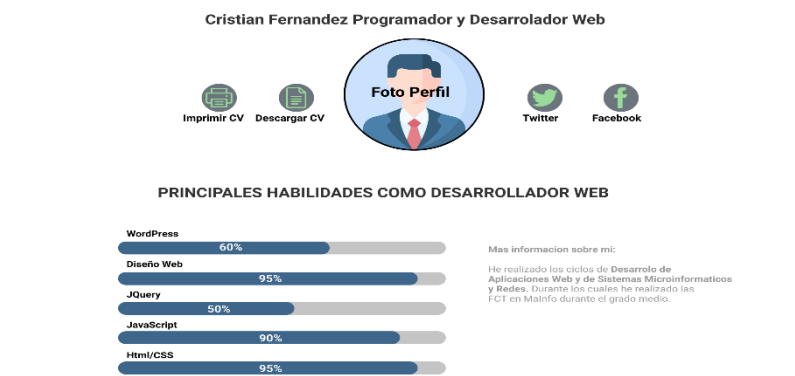 Cristian Fernandez Programador y Desarrolador Web
Foto Perfil
Imprimir CV
Descargar CV
Twitter
Facebook
PRINCIPALES HABILIDADES COMO DESARROLLADOR WEB
WordPress
60%
Diseño Web
95%
JQuery
50%
JavaScript
90%
Html/CSS
95%
Mas informacion sobre mi:
He realizado los ciclos de Desarrolo de
Aplicaciones Web y de Sistemas Microinformaticos
y Redes. Durante los cuales he realizado las
FCT en MaInfo durante el grado medio.